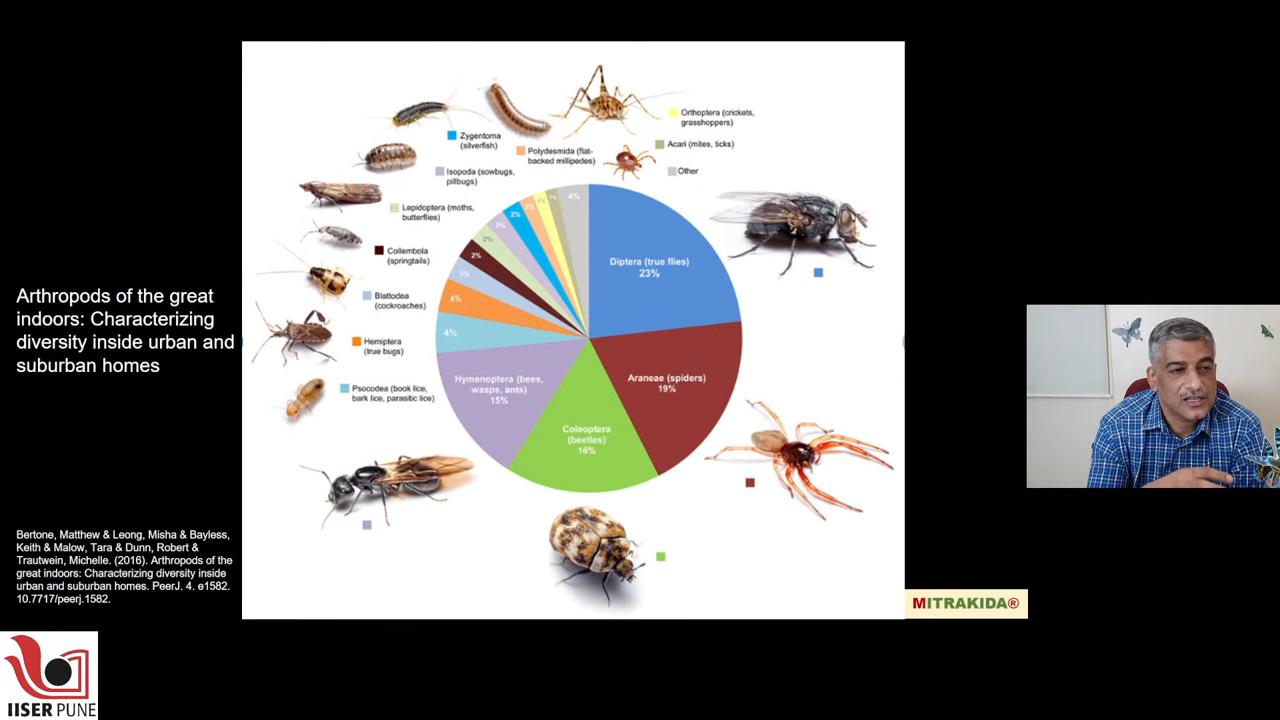 Arthropods of the great
indoors: Characterizing
diversity inside urban and
suburban homes
Bertone, Matthew & Leong, Misha & Bayless,
Keith & Malow, Tara & Dunn, Robert &
Trautwein, Michelle. (2016). Arthropods of the
great indoors: Characterizing diversity inside
urban and suburban homes. PeerJ. 4. e1582.
10.7717/peerj.1582.
IISER PUNE
Orthoptera (crickets,
grasshoppers)
Zygentoma
(silverfish)
Polydesmida (flat-
backed millipedes)
Acari (mites, ticks)
Isopoda (sowbugs,
pillbugs)
Other
Lepidoptera (moths,
butterflies)
Collembola
(springtails)
Blattodea
(cockroaches)
Hemiptera
(true bugs)
Psocodea (book lice,
bark lice, parasitic lice)
4%
1%
1%
2%
2%
2%
2%
2%
3%
4%
4%
Diptera (true flies)
23%
Araneae (spiders)
19%
Hymenoptera (bees,
wasps, ants)
15%
Coleoptera
(beetles)
16%
MITRAKIDA®